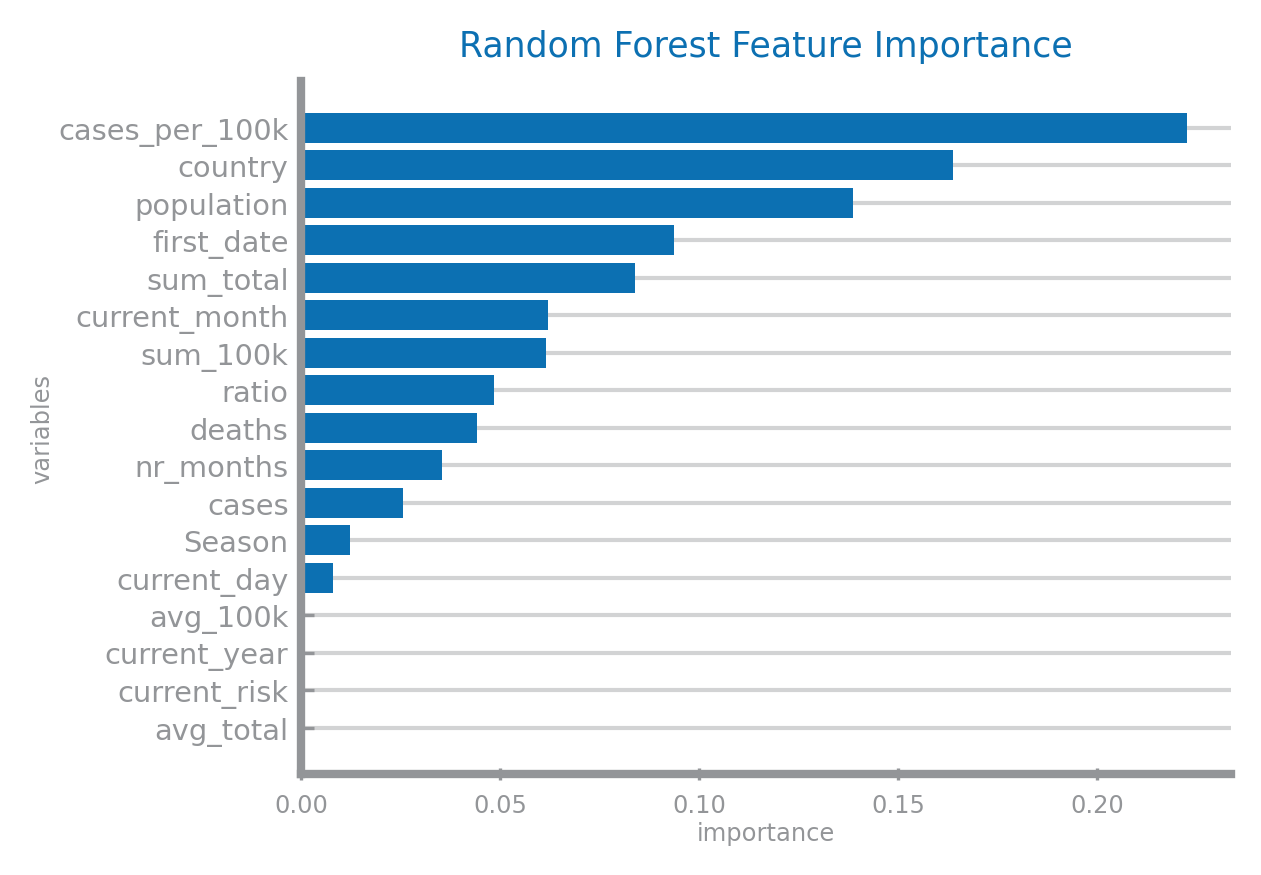 Random Forest Feature Importance
variables
cases_per_100k
country
population
first_date
sum_total
current_month
sum_100k
ratio
deaths
nr_months
cases
Season
current_day
avg_100k
current_year
current_risk
avg_total
0.00 0.05 0.10 0.15 0.20
importance